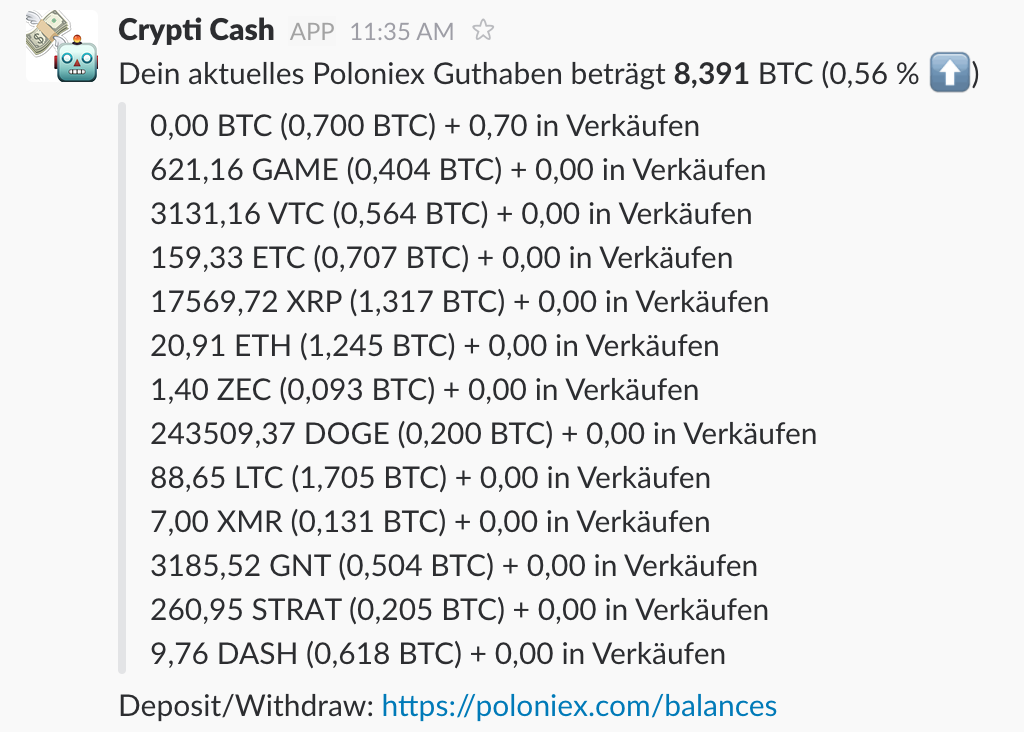 Crypti Cash APP 11:35 AM
Dein aktuelles Poloniex Guthaben beträgt 8,391 BTC (0,56 % ⬆)
0,00 BTC (0,700 BTC) + 0,70 in Verkäufen
621,16 GAME (0,404 BTC) + 0,00 in Verkäufen
3131,16 VTC (0,564 BTC) + 0,00 in Verkäufen
159,33 ETC (0,707 BTC) + 0,00 in Verkäufen
17569,72 XRP (1,317 BTC) + 0,00 in Verkäufen
20,91 ETH (1,245 BTC) + 0,00 in Verkäufen
1,40 ZEC (0,093 BTC) + 0,00 in Verkäufen
243509,37 DOGE (0,200 BTC) + 0,00 in Verkäufen
88,65 LTC (1,705 BTC) + 0,00 in Verkäufen
7,00 XMR (0,131 BTC) + 0,00 in Verkäufen
3185,52 GNT (0,504 BTC) + 0,00 in Verkäufen
260,95 STRAT (0,205 BTC) + 0,00 in Verkäufen
9,76 DASH (0,618 BTC) + 0,00 in Verkäufen
Deposit/Withdraw: https://poloniex.com/balances